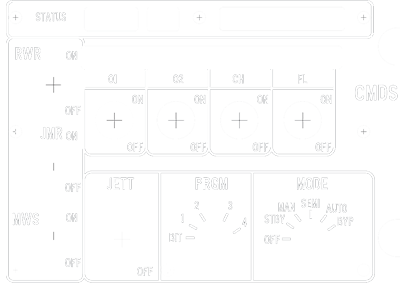 STATUS
RWR ON
OFF
O1 C2 CH FL
CMDS
ON ON ON ON
JMR ON
OFF OFF OFF OFF
OFF
JETT PRGM MODE
MWS ON
1 2 3 4
BIT
OFF STBY MAN SEMI AUTO BYP
OFF
OFF